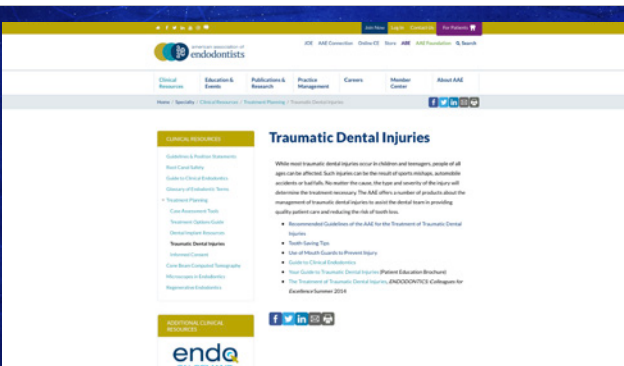 Join Now Log In Contact Us For Patients
american association of
endodontists
JOE AAE Connection Online CE Store ABE AAE Foundation Search
Clinical Resources
Education & Events
Publications & Research
Practice Management
Careers
Member Center
About AAE
Home / Specialty / Clinical Resources / Treatment Planning / Traumatic Dental Injuries
CLINICAL RESOURCES
Guidelines & Position Statements
Root Canal Safety
Guide to Clinical Endodontics
Glossary of Endodontic Terms
Treatment Planning
Case Assessment Tools
Treatment Options Guide
Dental Implant Resources
Traumatic Dental Injuries
Informed Consent
Cone Beam Computed Tomography
Microscopes in Endodontics
Regenerative Endodontics
ADDITIONAL CLINICAL
RESOURCES
endo
Traumatic Dental Injuries
While most traumatic dental injuries occur in children and teenagers, people of all
ages can be affected. Such injuries can be the result of sports mishaps, automobile
accidents or bad falls. No matter the cause, the type and severity of the injury will
determine the treatment necessary. The AAE offers a number of products about the
management of traumatic dental injuries to assist the dental team in providing
quality patient care and reducing the risk of tooth loss.
Recommended Guidelines of the AAE for the Treatment of Traumatic Dental
Injuries
Tooth Saving Tips
Use of Mouth Guards to Prevent Injury
Guide to Clinical Endodontics
Your Guide to Traumatic Dental Injuries (Patient Education Brochure)
The Treatment of Traumatic Dental Injuries, ENDODONTICS: Colleagues for
Excellence Summer 2014